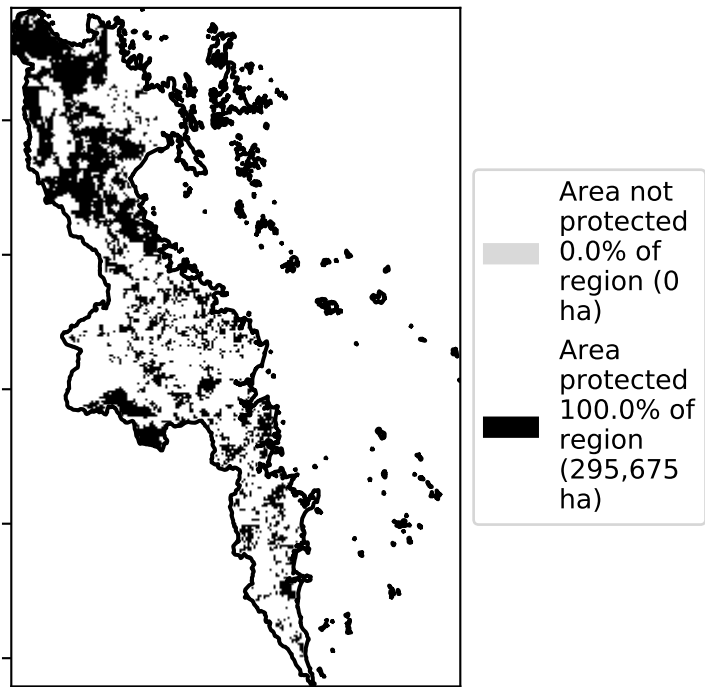 Area not
protected
0.0% of
region (0
ha)
Area
protected
100.0% of
region
(295,675
ha)